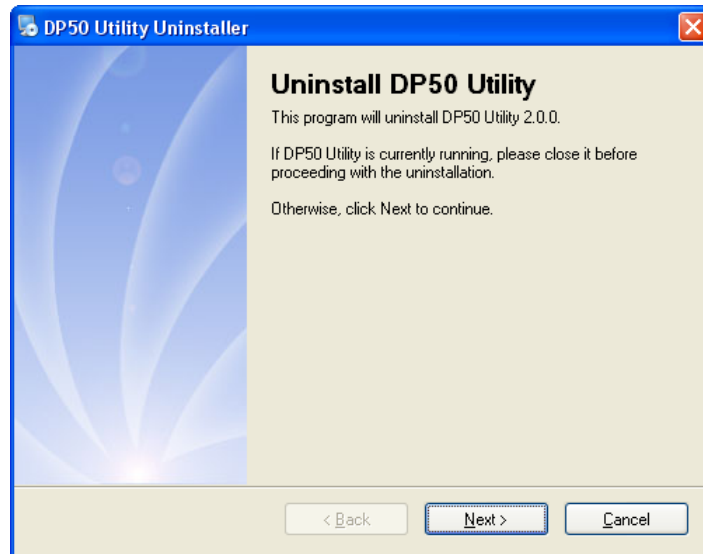 DP50 Utility Uninstaller
Uninstall DP50 Utility
This program will uninstall DP50 Utility 2.0.0.
If DP50 Utility is currently running, please close it before
proceeding with the uninstallation.
Otherwise, click Next to continue.
< Back
Next >
Cancel